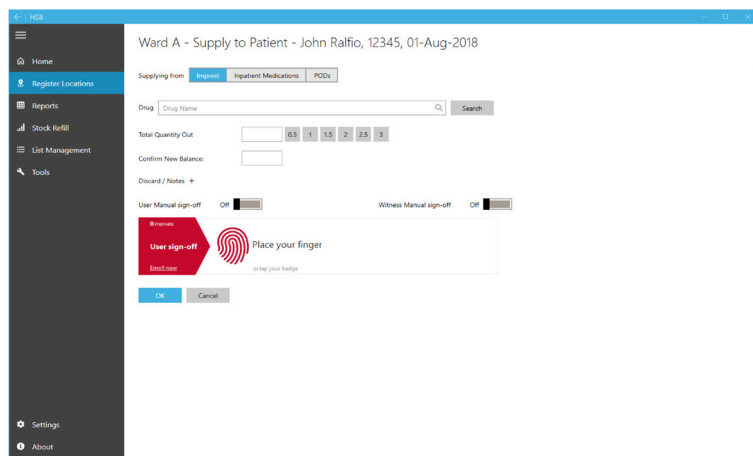 HS8
Ward A - Supply to Patient - John Ralfio, 12345, 01-Aug-2018
Home
Register Locations
Reports
Stock Refill
List Management
Tools
Settings
About
Supplying from Imprest Inpatient Medications PODs
Drug Drug Name Search
Total Quantity Out 0.5 1 1.5 2 2.5 3
Confirm New Balance:
Discard / Notes +
User Manual sign-off Off Witness Manual sign-off Off
Imprivata
User sign-off
Enroll now
Place your finger
or tap your badge
OK Cancel